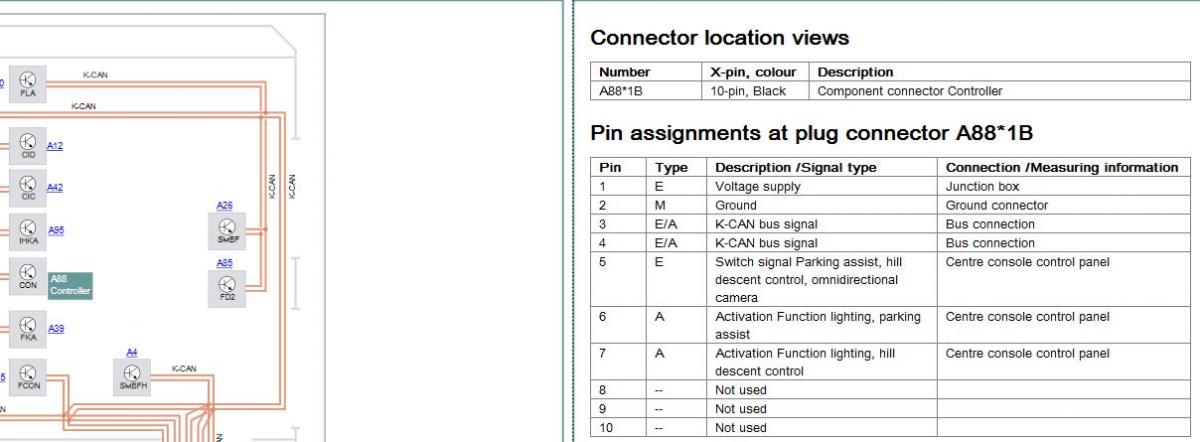 K-CAN
0
FLA
K-CAN
A12
CID
A42
CIC
K-CAN
K-CAN
A26
SMBF
A95
IHKA
A85
FD2
CON
A88
Controller
A39
FKA
A4
SMBFH
K-CAN
5
FCON
N
Connector location views
Number X-pin, colour Description
A88*1B 10-pin, Black Component connector Controller
Pin assignments at plug connector A88*1B
Pin Type Description /Signal type Connection /Measuring information
1 E Voltage supply Junction box
2 M Ground Ground connector
3 E/A K-CAN bus signal Bus connection
4 E/A K-CAN bus signal Bus connection
5 E Switch signal Parking assist, hill Centre console control panel
descent control, omnidirectional
camera
6 A Activation Function lighting, parking Centre console control panel
assist
7 A Activation Function lighting, hill Centre console control panel
descent control
8 -- Not used
9 -- Not used
10 -- Not used